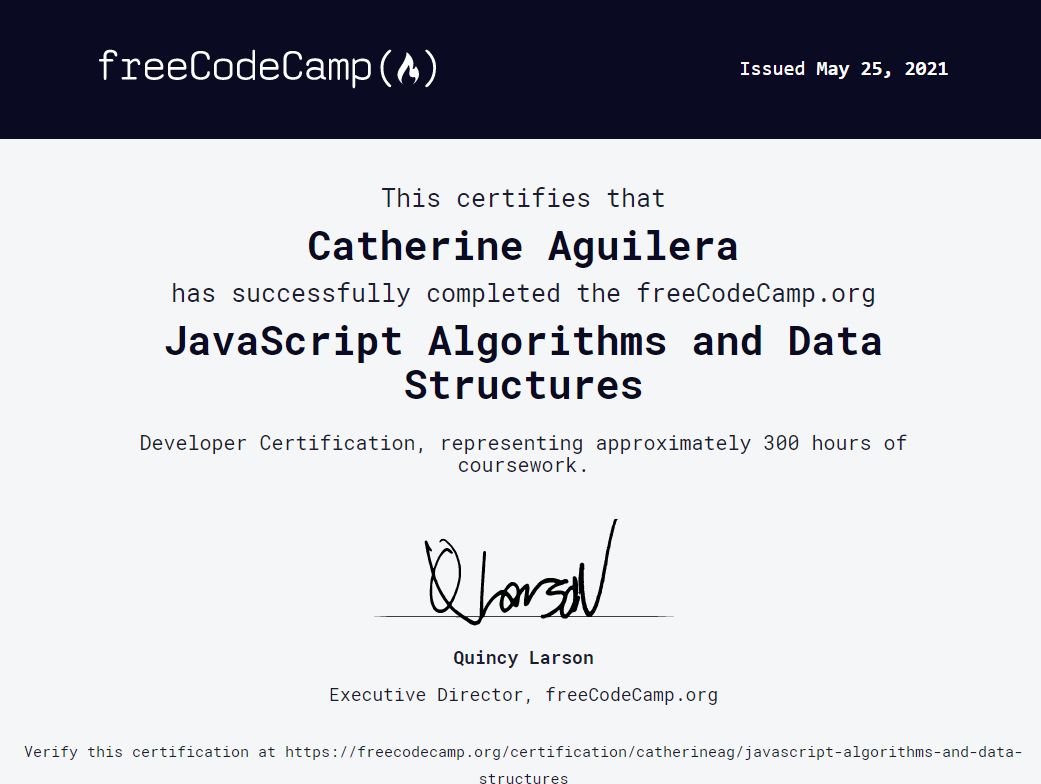 freeCodeCamp(🔥)
Issued May 25, 2021
This certifies that
Catherine Aguilera
has successfully completed the freeCodeCamp.org
JavaScript Algorithms and Data
Structures
Developer Certification, representing approximately 300 hours of
coursework.
Q Larson
Quincy Larson
Executive Director, freeCodeCamp.org
Verify this certification at https://freecodecamp.org/certification/catherineag/javascript-algorithms-and-data-
structures